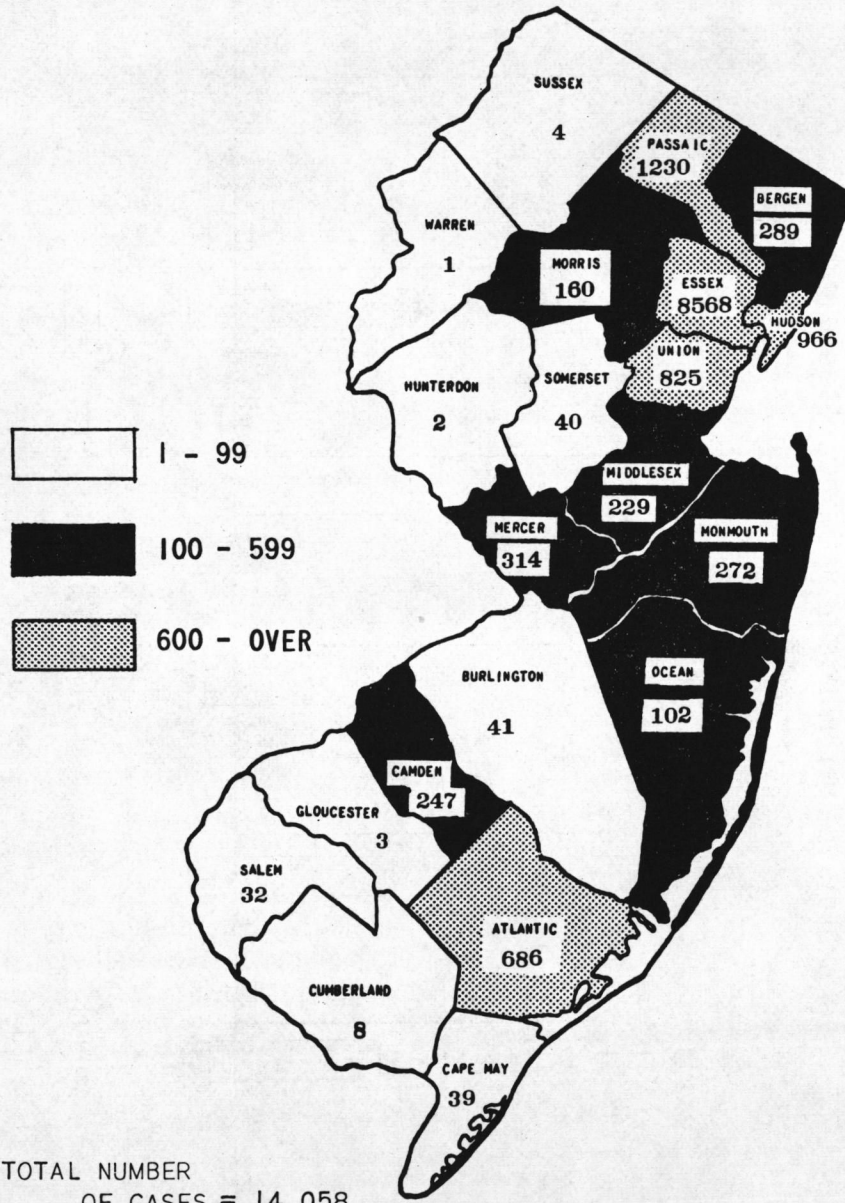 SUSSEX
4
PASSAIC
1230
BERGEN
289
WARREN
1
MORRIS
160
ESSEX
8568
HUDSON
966
UNION
825
HUNTERDON
2
SOMERSET
40
1 - 99
MIDDLESEX
229
MERCER
314
MONMOUTH
272
100 - 599
600 - OVER
BURLINGTON
41
OCEAN
102
CAMDEN
247
GLOUCESTER
3
SALEM
32
ATLANTIC
686
CUMBERLAND
8
CAPE MAY
39
TOTAL NUMBER
OF CASES = 14,058